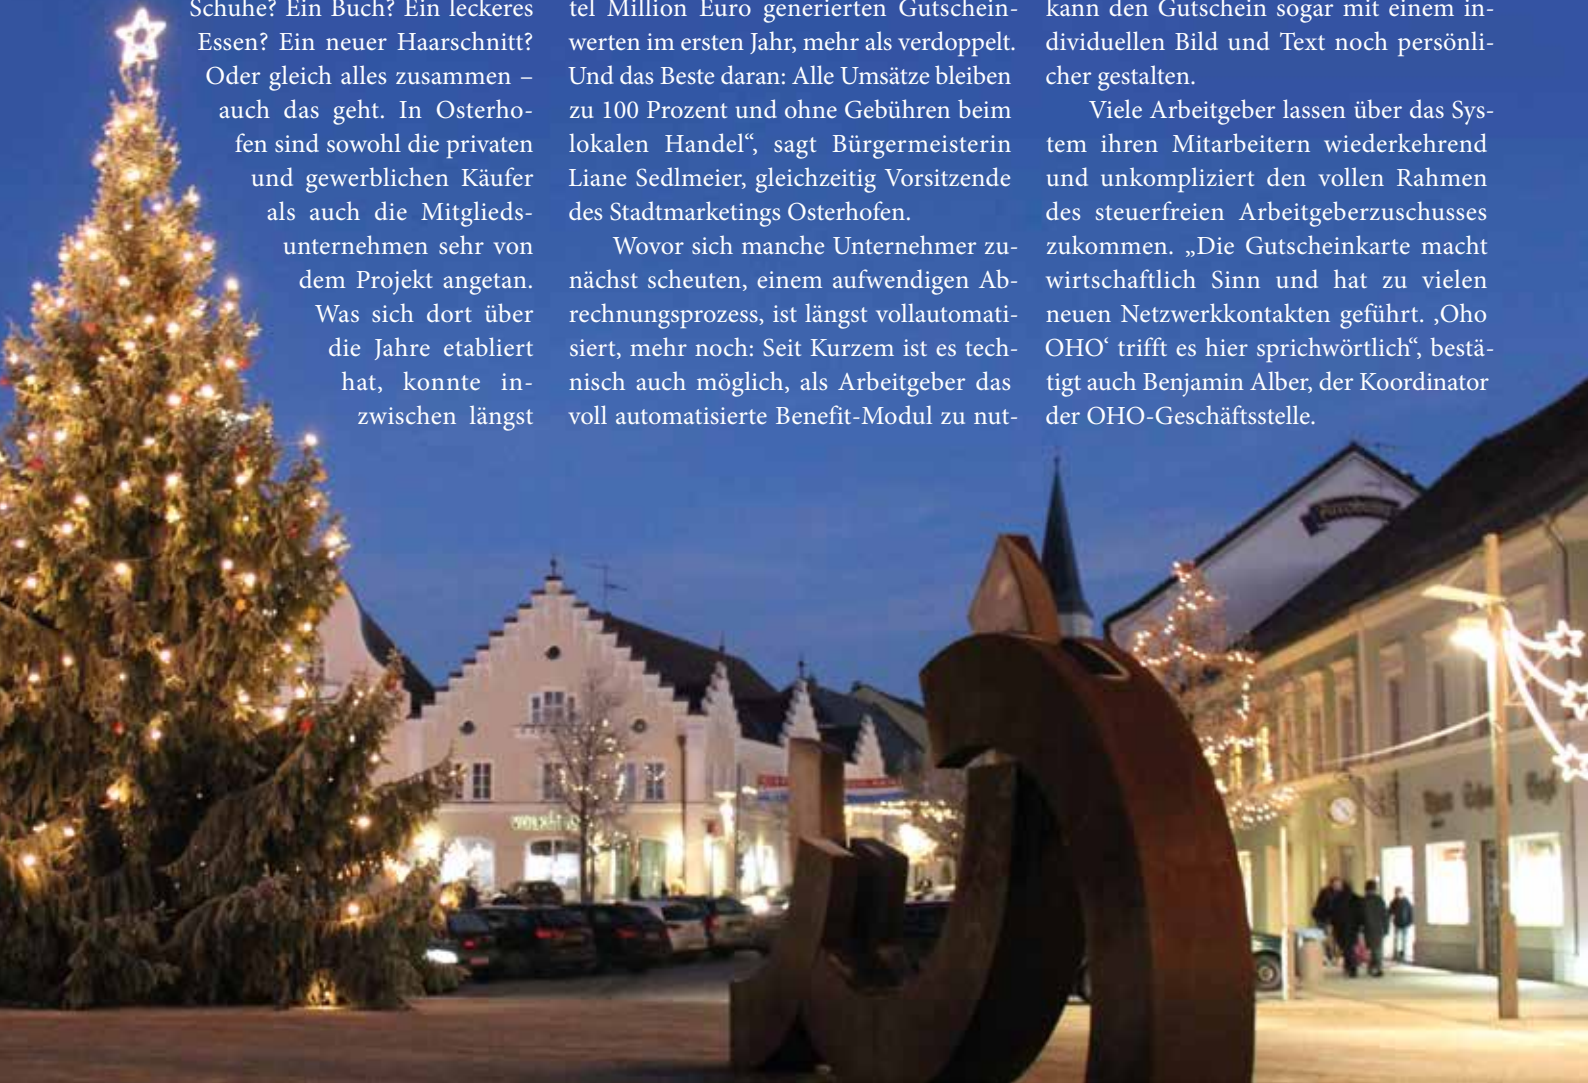 Schuhe? Ein Buch? Ein leckeres
Essen? Ein neuer Haarschnitt?
Oder gleich alles zusammen –
auch das geht. In Osterho-
fen sind sowohl die privaten
und gewerblichen Käufer
als auch die Mitglieds-
unternehmen sehr von
dem Projekt angetan.
Was sich dort über
die Jahre etabliert
hat, konnte in-
zwischen längst
tel Million Euro generierten Gutschein-
werten im ersten Jahr, mehr als verdoppelt.
Und das Beste daran: Alle Umsätze bleiben
zu 100 Prozent und ohne Gebühren beim
lokalen Handel“, sagt Bürgermeisterin
Liane Sedlmeier, gleichzeitig Vorsitzende
des Stadtmarketings Osterhofen.
Wovor sich manche Unternehmer zu-
nächst scheuten, einem aufwendigen Ab-
rechnungsprozess, ist längst vollautomati-
siert, mehr noch: Seit Kurzem ist es tech-
nisch auch möglich, als Arbeitgeber das
voll automatisierte Benefit-Modul zu nut-
kann den Gutschein sogar mit einem in-
dividuellen Bild und Text noch persönli-
cher gestalten.
Viele Arbeitgeber lassen über das Sys-
tem ihren Mitarbeitern wiederkehrend
und unkompliziert den vollen Rahmen
des steuerfreien Arbeitgeberzuschusses
zukommen. „Die Gutscheinkarte macht
wirtschaftlich Sinn und hat zu vielen
neuen Netzwerkkontakten geführt. ‚Oho
OHO‘ trifft es hier sprichwörtlich“, bestä-
tigt auch Benjamin Alber, der Koordinator
der OHO-Geschäftsstelle.